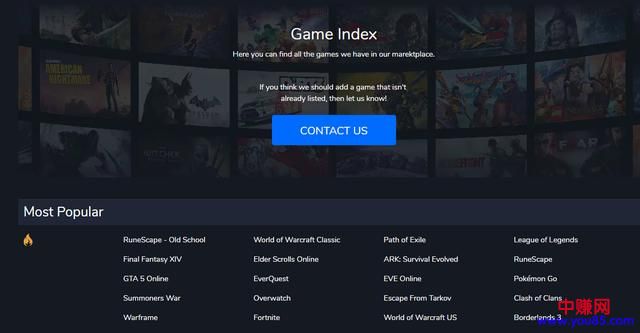 Game Index
Here you can find all the games we have in our marektplace.
If you think we should add a game that isn't
already listed, then let us know!
CONTACT US
AMERICAN
NIGHTMARE
WITCHER
FEAR
Most Popular
RuneScape - Old School World of Warcraft Classic Path of Exile League of Legends
Final Fantasy XIV Elder Scrolls Online ARK: Survival Evolved RuneScape
GTA 5 Online EverQuest EVE Online Pokémon Go
Summoners War Overwatch Escape From Tarkov Clash of Clans
Warframe Fortnite World of Warcraft US Borderlands 3
中赚网
www.you85.com